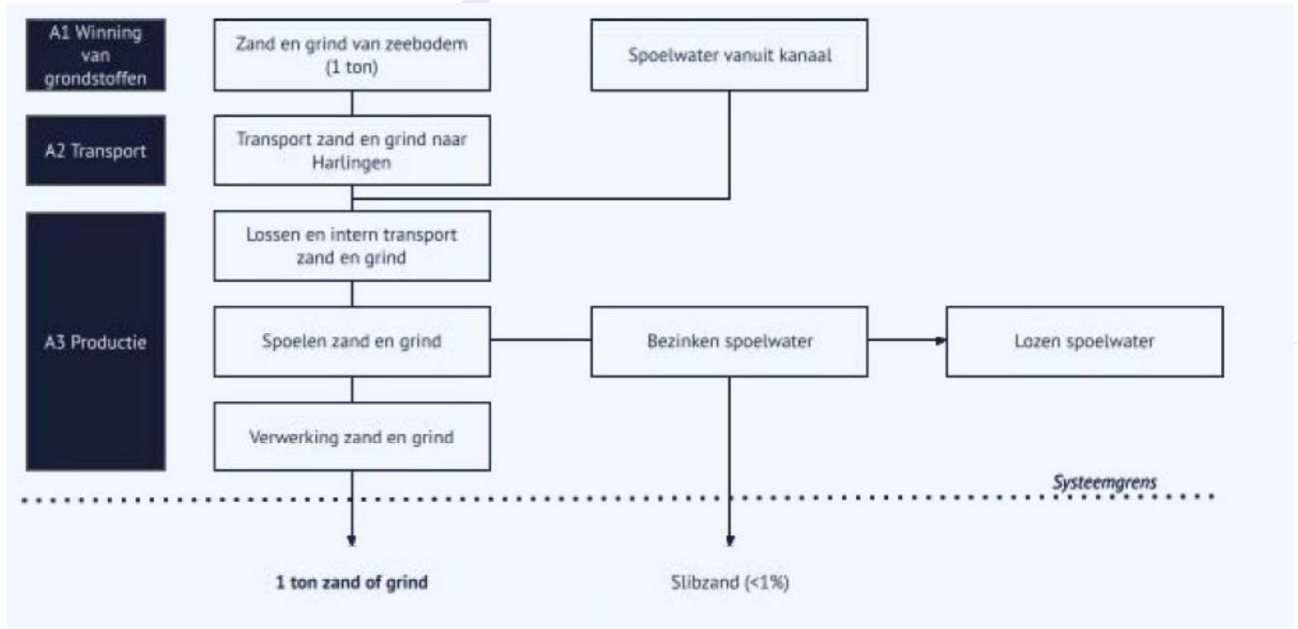 A1 Winning
van
grondstoffen
Zand en grind van zeebodem
(1 ton)
Spoelwater vanuit kanaal
A2 Transport
Transport zand en grind naar
Harlingen
A3 Productie
Lossen en intern transport
zand en grind
Spoelen zand en grind
Bezinken spoelwater
Lozen spoelwater
Verwerking zand en grind
Systeemgrens
1 ton zand of grind
Slibzand (<1%)